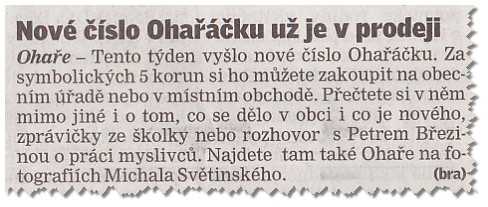 Nové číslo Ohařáčku už je v prodeji
Ohaře – Tento týden vyšlo nové číslo Ohařáčku. Za
symbolických 5 korun si ho můžete zakoupit na obec-
ním úřadě nebo v místním obchodě. Přečtete si v něm
mimo jiné i o tom, co se dělo v obci i co je nového,
zprávičky ze školky nebo rozhovor s Petrem Březi-
nou o práci myslivců. Najdete tam také Ohaře na fo-
tografiích Michala Světinského. (bra)